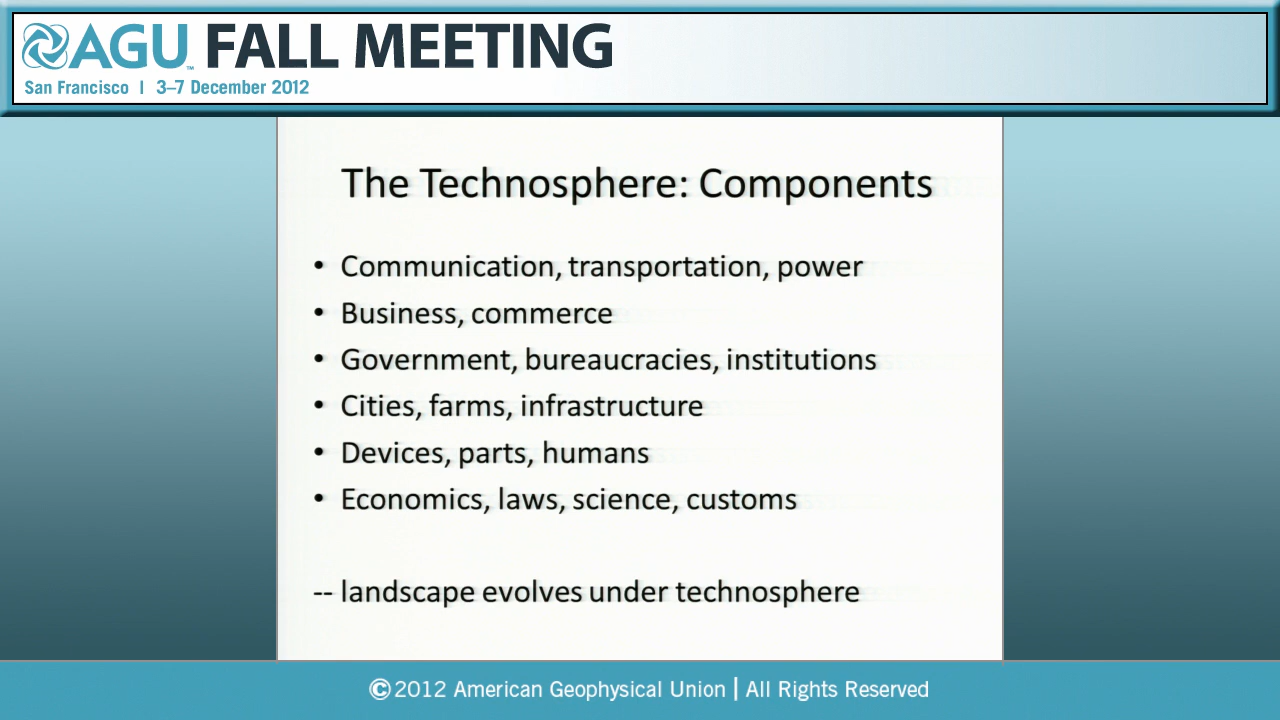 AGU™ FALL MEETING
San Francisco | 3–7 December 2012
The Technosphere: Components
• Communication, transportation, power
• Business, commerce
• Government, bureaucracies, institutions
• Cities, farms, infrastructure
• Devices, parts, humans
• Economics, laws, science, customs
-- landscape evolves under technosphere
©2012 American Geophysical Union | All Rights Reserved